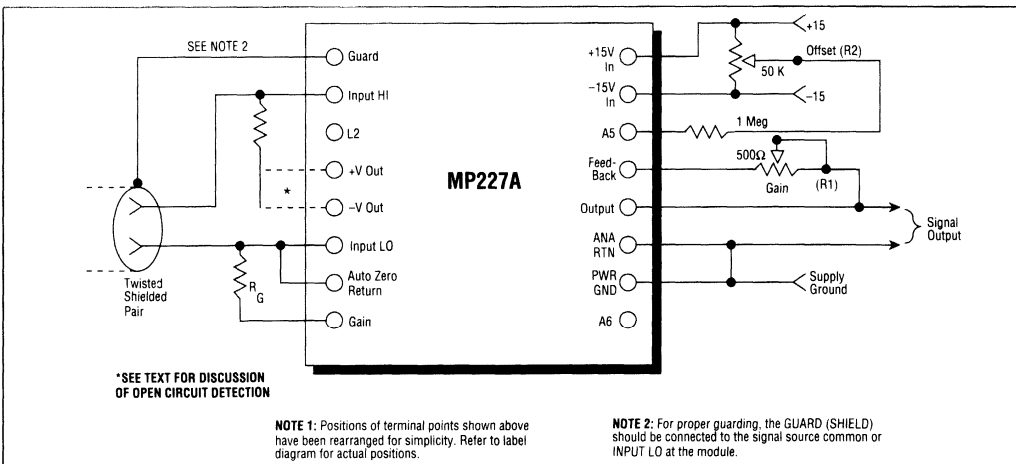 SEE NOTE 2
Guard
Input HI
L2
+V Out
*
–V Out
Input LO
Auto Zero
Return
Gain
R
G
Twisted
Shielded
Pair
MP227A
+15V
In
–15V
In
A5
Feed-
Back
Output
ANA
RTN
PWR
GND
A6
+15
Offset (R2)
50 K
–15
1 Meg
500Ω
Gain
(R1)
Signal
Output
Supply
Ground
*SEE TEXT FOR DISCUSSION
OF OPEN CIRCUIT DETECTION
NOTE 1: Positions of terminal points shown above
have been rearranged for simplicity. Refer to label
diagram for actual positions.
NOTE 2: For proper guarding, the GUARD (SHIELD)
should be connected to the signal source common or
INPUT LO at the module.